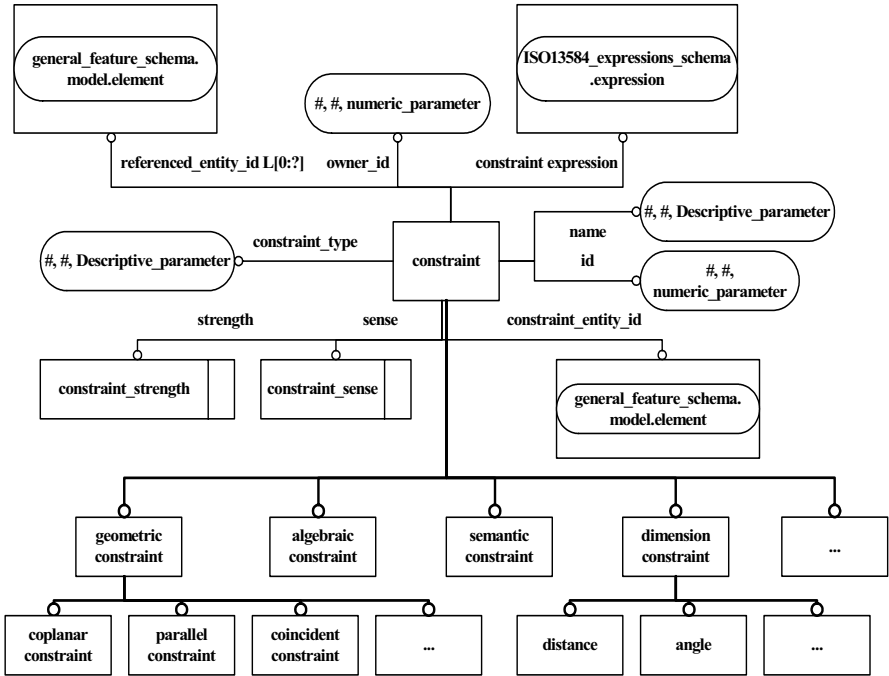 general_feature_schema.
model.element
ISO13584_expressions_schema
.expression
#, #, numeric_parameter
referenced_entity_id L[0:?]
owner_id
constraint expression
#, #, Descriptive_parameter
constraint_type
constraint
name
id
#, #, Descriptive_parameter
#, #,
numeric_parameter
strength
sense
constraint_entity_id
constraint_strength
constraint_sense
general_feature_schema.
model.element
geometric
constraint
algebraic
constraint
semantic
constraint
dimension
constraint
...
coplanar
constraint
parallel
constraint
coincident
constraint
...
distance
angle
...